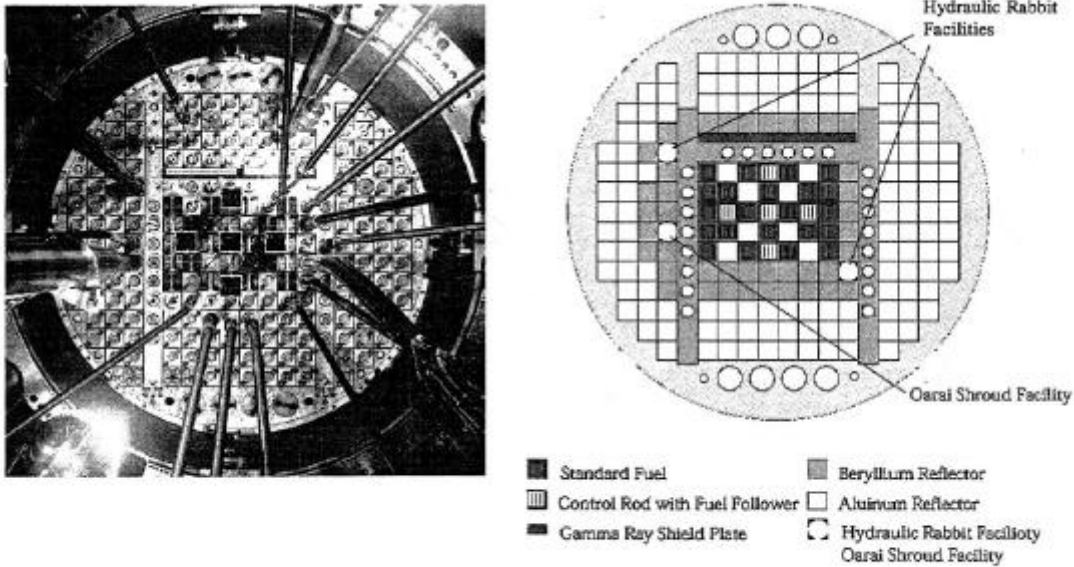 Hydraulic Rabbit
Facilities
Oarai Shroud Facility
Standard Fuel
Control Rod with Fuel Follower
Gamma Ray Shield Plate
Beryllium Reflector
Aluinum Reflector
Hydraulic Rabbit Facilioty
Oarai Shroud Facility